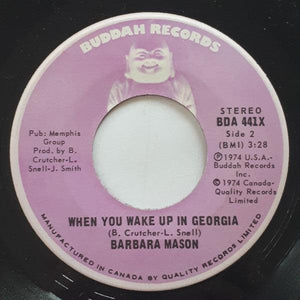 BUDDAH RECORDS
STEREO
BDA 441X
Side 2
(BMI) 3:28
Pub: Memphis
Group
Prod. by B.
Crutcher-L.
Snell-J. Smith
℗ 1974 U.S.A.-
Buddah Records
Inc.
© 1974 Canada-
Quality Records
Limited
WHEN YOU WAKE UP IN GEORGIA
(B. Crutcher-L. Snell)
BARBARA MASON
MANUFACTURED IN CANADA BY QUALITY RECORDS LIMITED